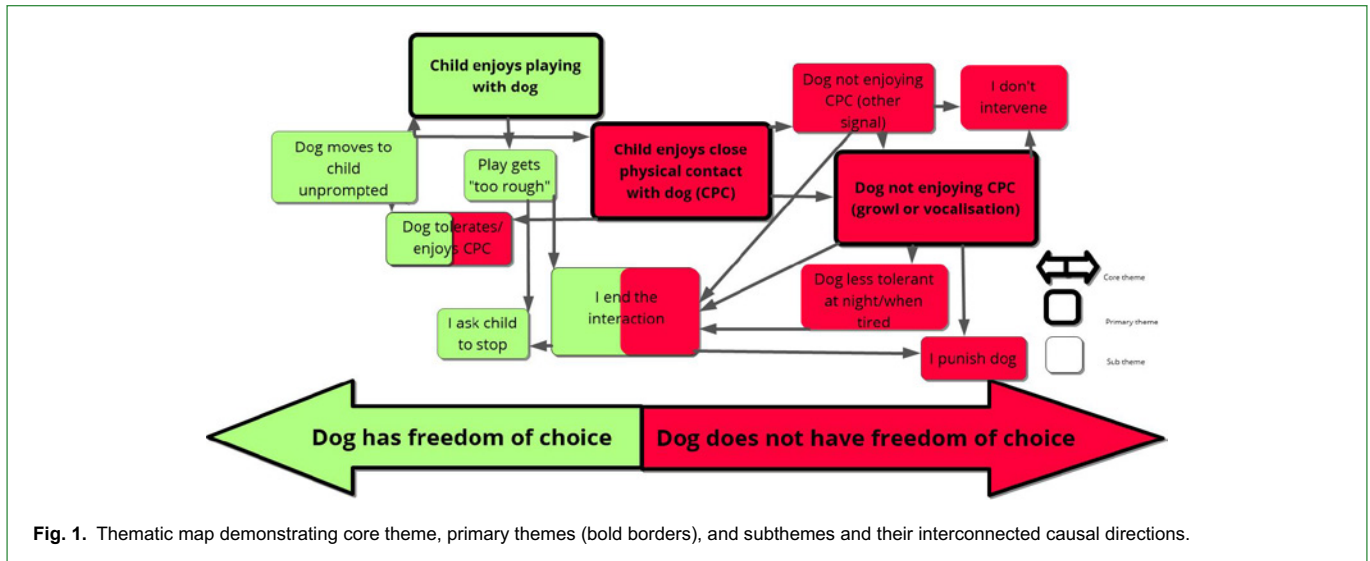 Child enjoys playing
with dog
Dog moves to
child
unprompted
Play gets
"too rough"
Dog tolerates/
enjoys CPC
Child enjoys close
physical contact
with dog (CPC)
Dog not enjoying
CPC (other
signal)
I don't
intervene
Dog not enjoying CPC
(growl or vocalisation)
I end the
interaction
I ask child
to stop
Dog less tolerant
at night/when
tired
I punish dog
Core theme
Primary theme
Sub theme
Dog has freedom of choice
Dog does not have freedom of choice
Fig. 1. Thematic map demonstrating core theme, primary themes (bold borders), and subthemes and their interconnected causal directions.